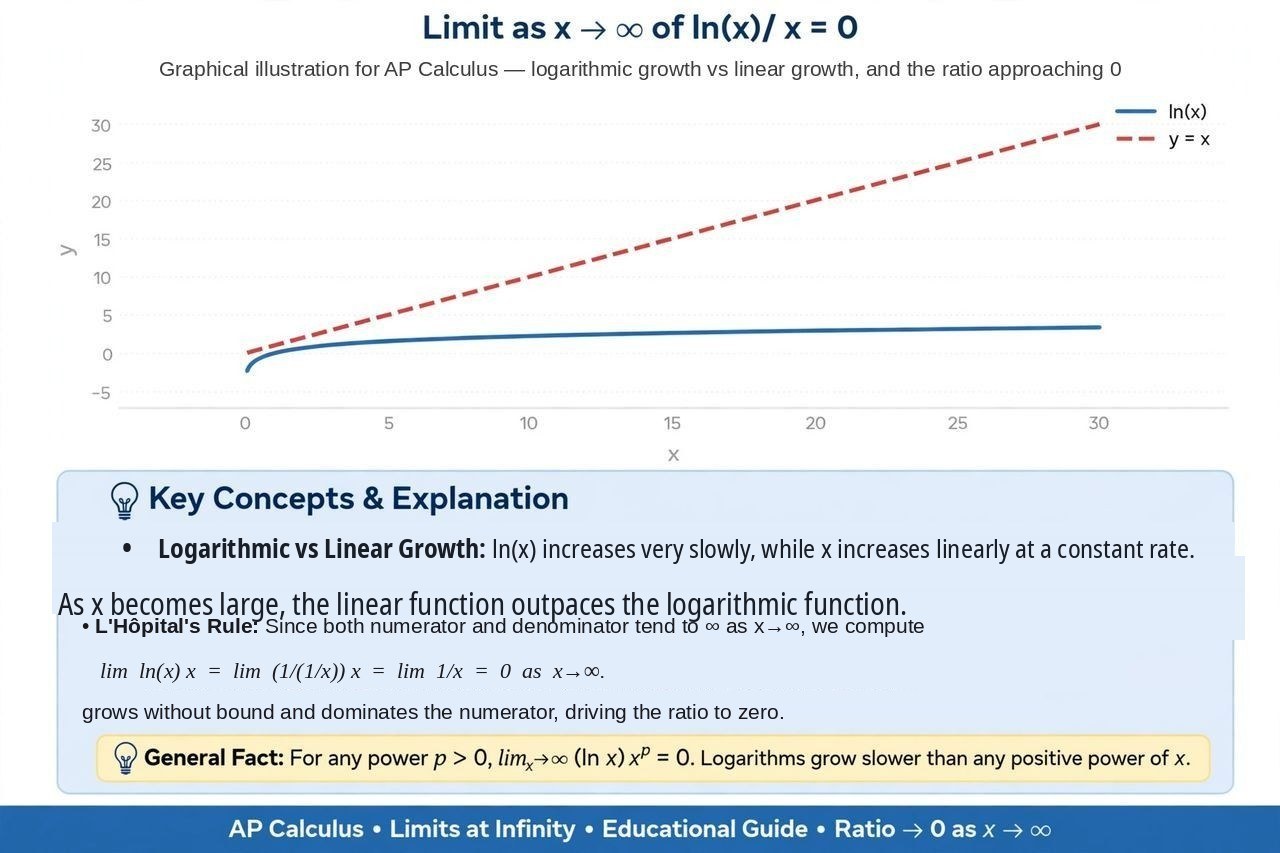 Limit as x → ∞ of ln(x)/ x = 0
Graphical illustration for AP Calculus — logarithmic growth vs linear growth, and the ratio approaching 0
ln(x)
y = x
30
25
20
15
10
5
0
−5
y
0 5 10 15 20 25 30
x
Key Concepts & Explanation
• Logarithmic vs Linear Growth: ln(x) increases very slowly, while x increases linearly at a constant rate.
As x becomes large, the linear function outpaces the logarithmic function.
• L'Hôpital's Rule: Since both numerator and denominator tend to ∞ as x→∞, we compute
lim ln(x) x = lim (1/(1/x)) x = lim 1/x = 0 as x→∞.
grows without bound and dominates the numerator, driving the ratio to zero.
General Fact: For any power p > 0, limₓ→∞ (ln x) xᵖ = 0. Logarithms grow slower than any positive power of x.
AP Calculus • Limits at Infinity • Educational Guide • Ratio → 0 as x → ∞